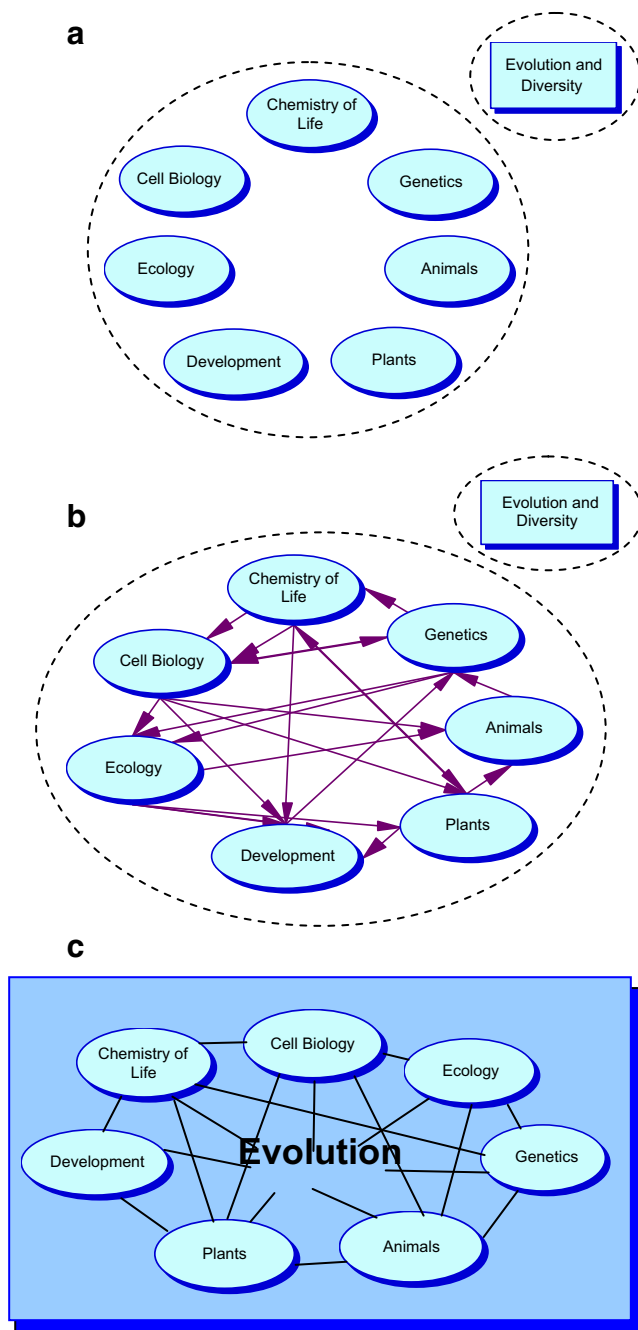 a
Evolution and
Diversity
Chemistry of
Life
Cell Biology
Genetics
Ecology
Animals
Development
Plants
b
Evolution and
Diversity
Chemistry of
Life
Genetics
Cell Biology
Animals
Ecology
Plants
Development
c
Cell Biology
Chemistry of
Life
Ecology
Evolution
Development
Genetics
Plants
Animals